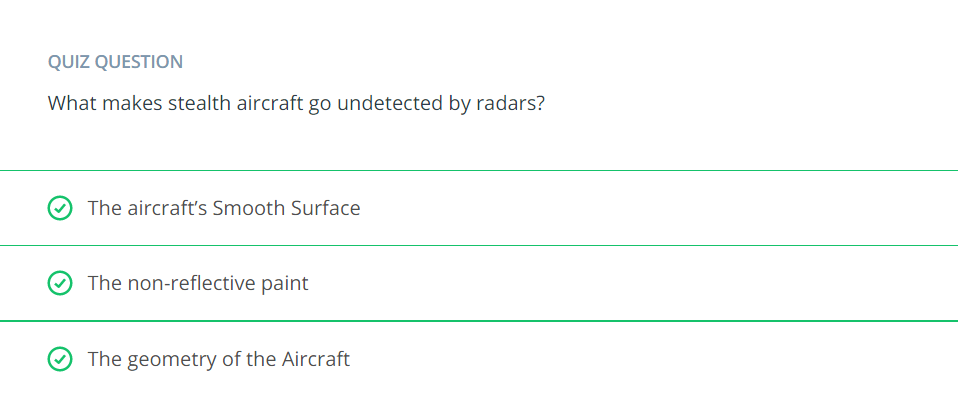 QUIZ QUESTION
What makes stealth aircraft go undetected by radars?
The aircraft's Smooth Surface
The non-reflective paint
The geometry of the Aircraft